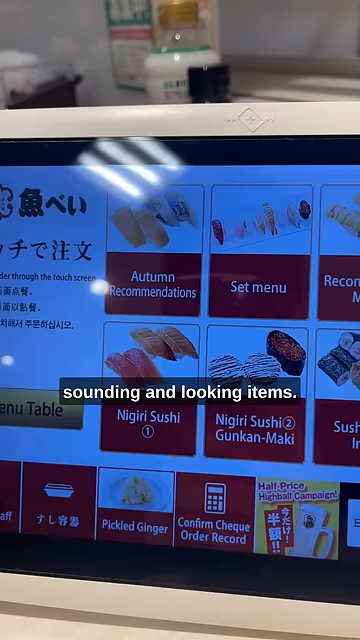 魚べい
ッチで注文
der through the touch screen
面点餐。
面以點餐。
치해서 주문하십시오.
enu Table
Autumn
Recommendations
Set menu
Recom
M
Nigiri Sushi
①
Nigiri Sushi②
Gunkan-Maki
Sush
In
sounding and looking items.
aff
すし容器
Pickled Ginger
Confirm Cheque
Order Record
Half-Price
Highball Campaign!
今だけ!
半額!!
E